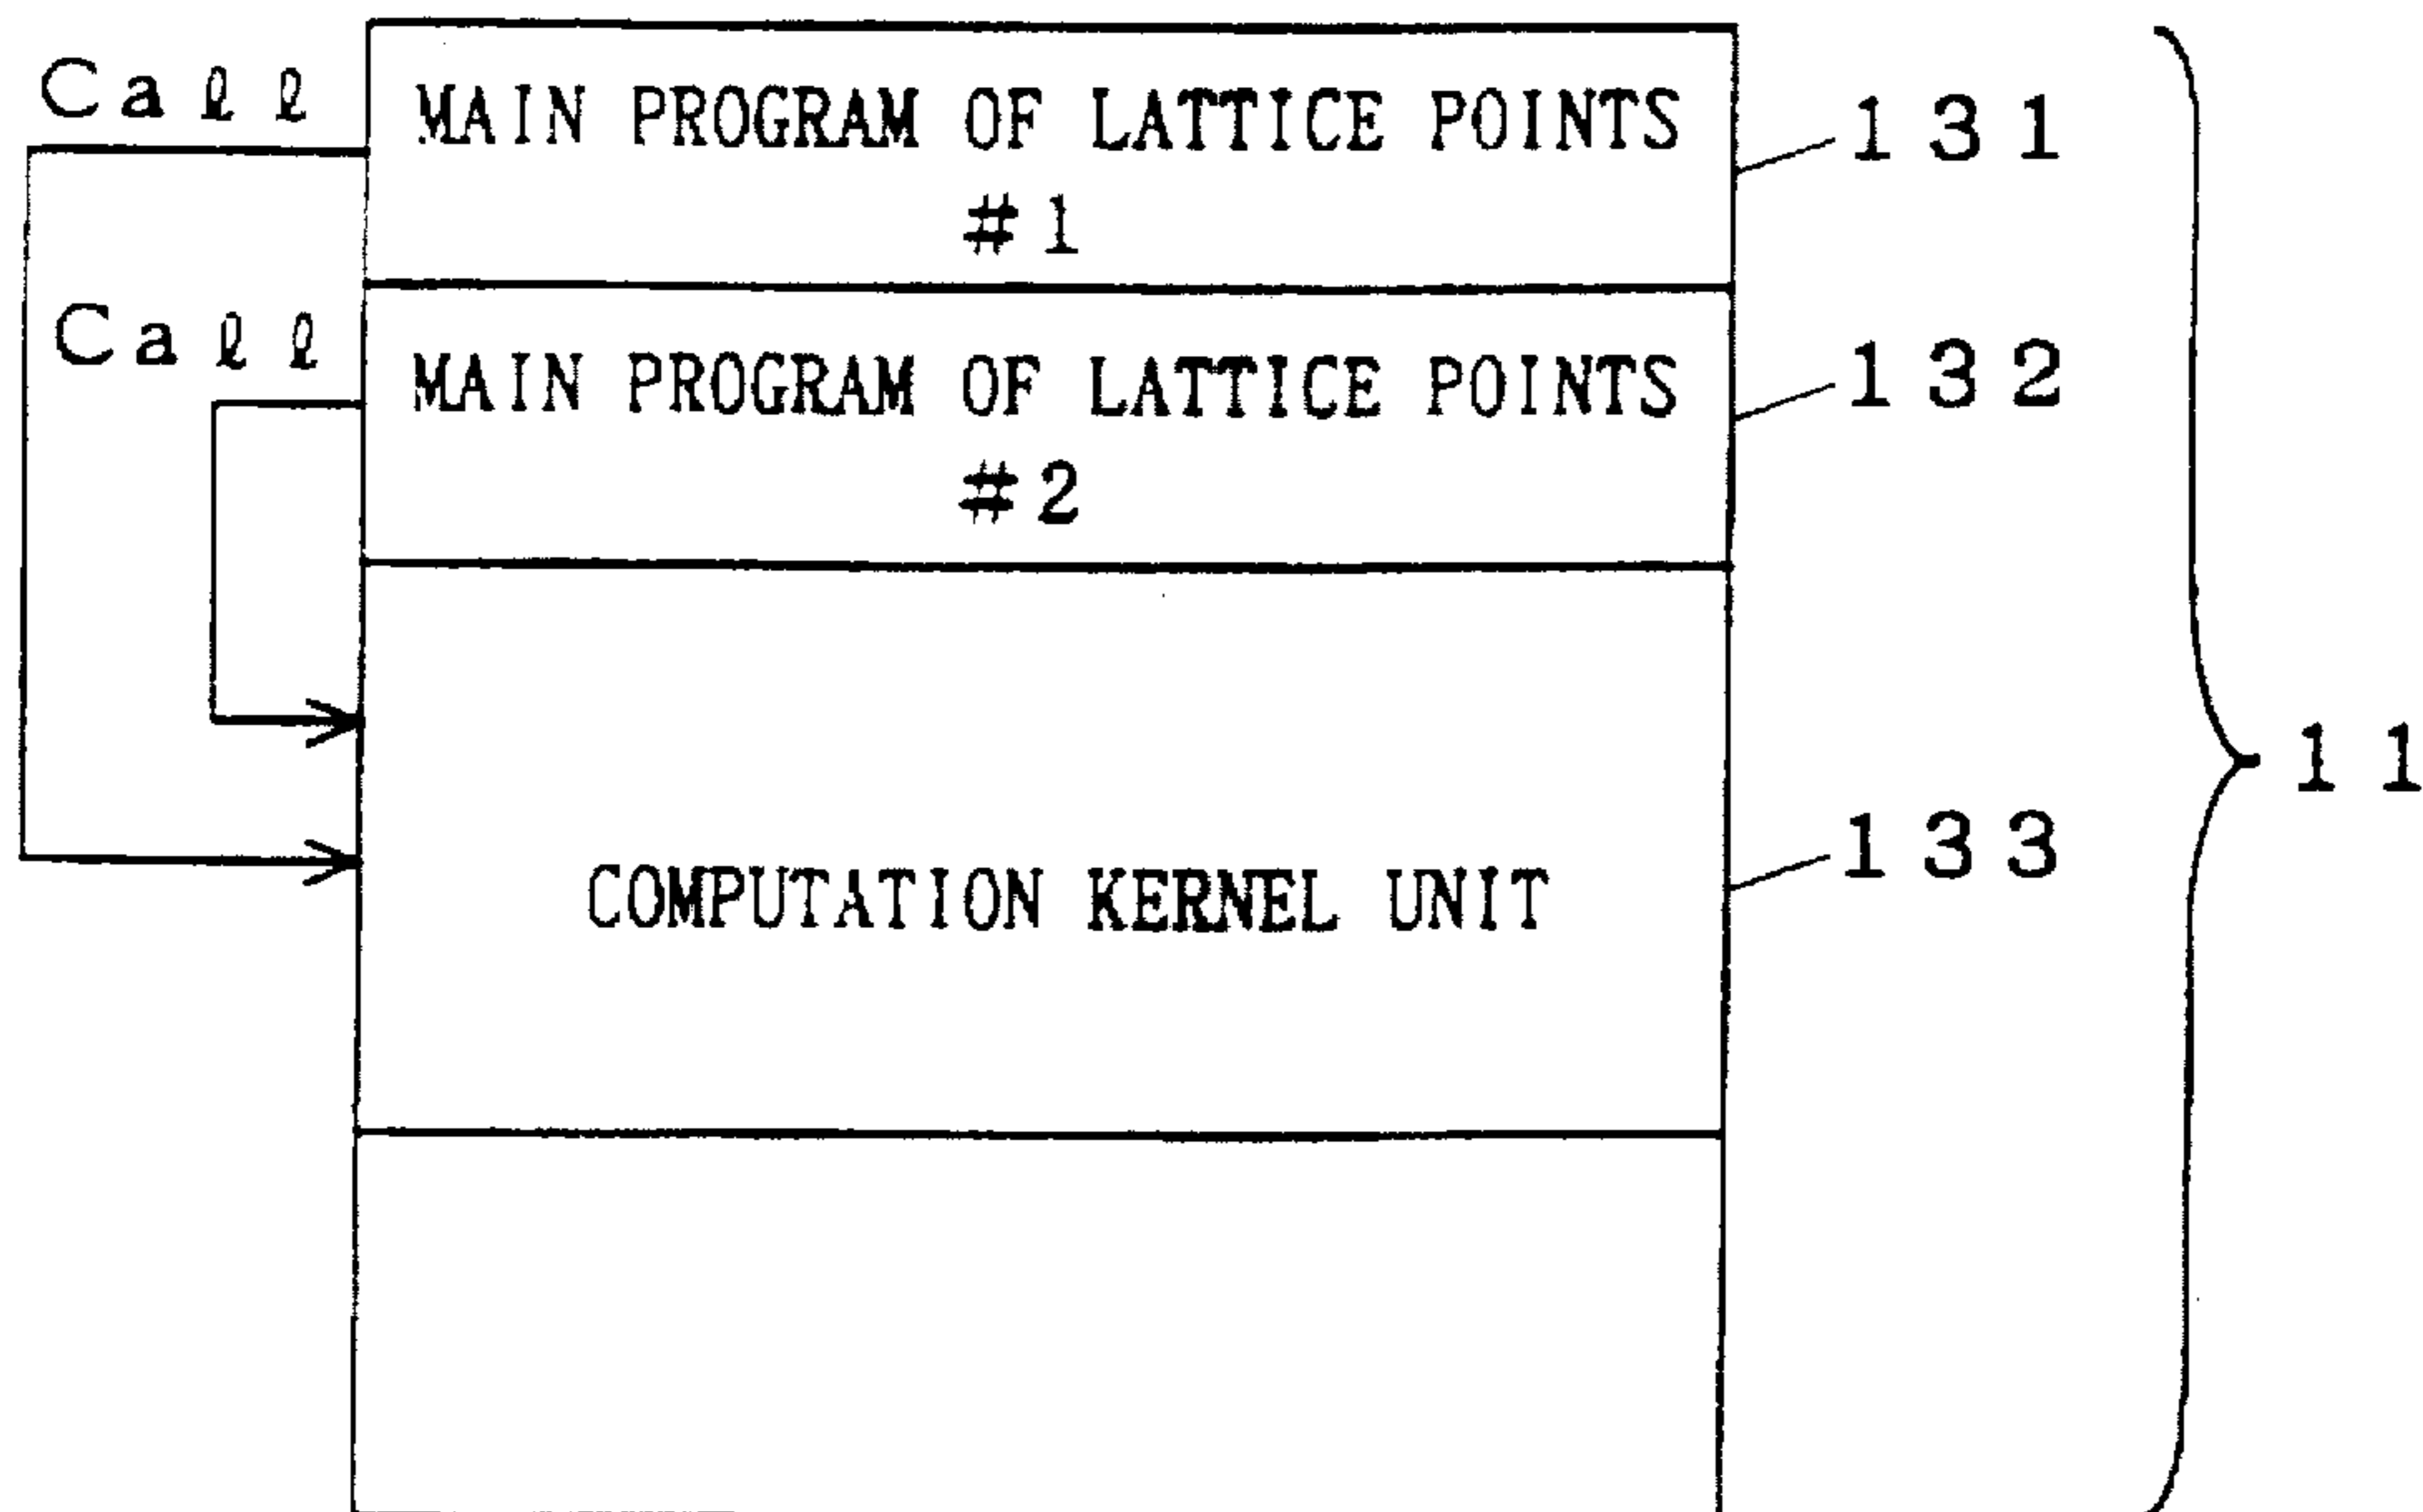 Call
MAIN PROGRAM OF LATTICE POINTS
#1
131
Call
MAIN PROGRAM OF LATTICE POINTS
#2
132
11
COMPUTATION KERNEL UNIT
133